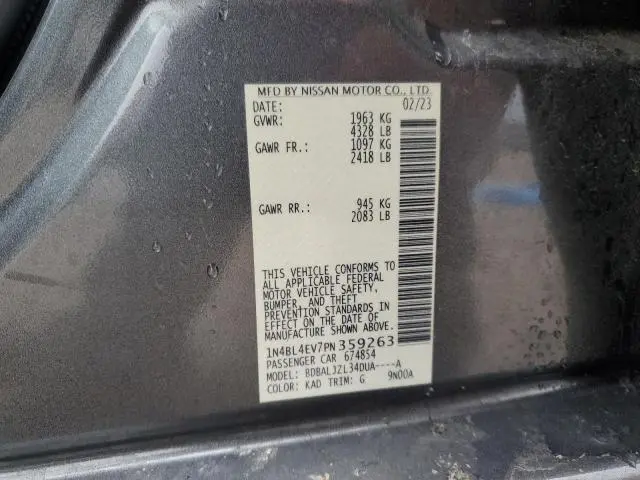 MFD BY NISSAN MOTOR CO., LTD.
DATE: 02/23
GVWR: 1963 KG
4328 LB
GAWR FR.: 1097 KG
2418 LB
GAWR RR.: 945 KG
2083 LB
THIS VEHICLE CONFORMS TO
ALL APPLICABLE FEDERAL
MOTOR VEHICLE SAFETY,
BUMPER, AND THEFT
PREVENTION STANDARDS
IN EFFECT ON THE DATE OF
MANUFACTURE SHOWN ABOVE.
1N4BL4EV7PN359263
PASSENGER CAR 674854
MODEL: BDBALJZL34DUA----A
COLOR: KAD TRIM: G 9N00A